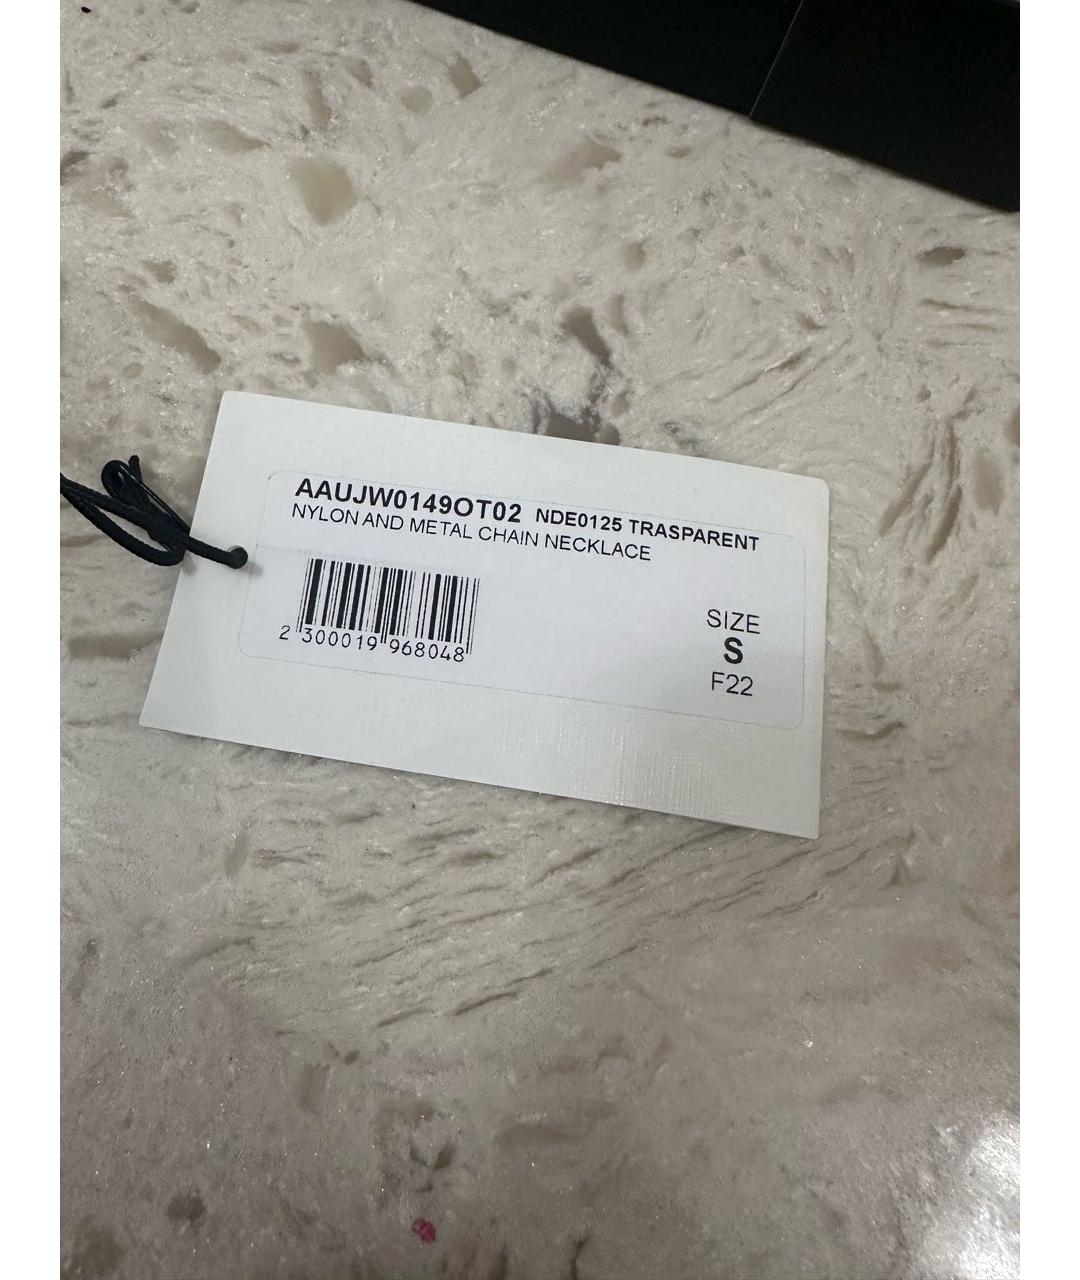 AAUJW0149OT02 NDE0125 TRASPARENT
NYLON AND METAL CHAIN NECKLACE
2 300019 968048
SIZE
S
F22